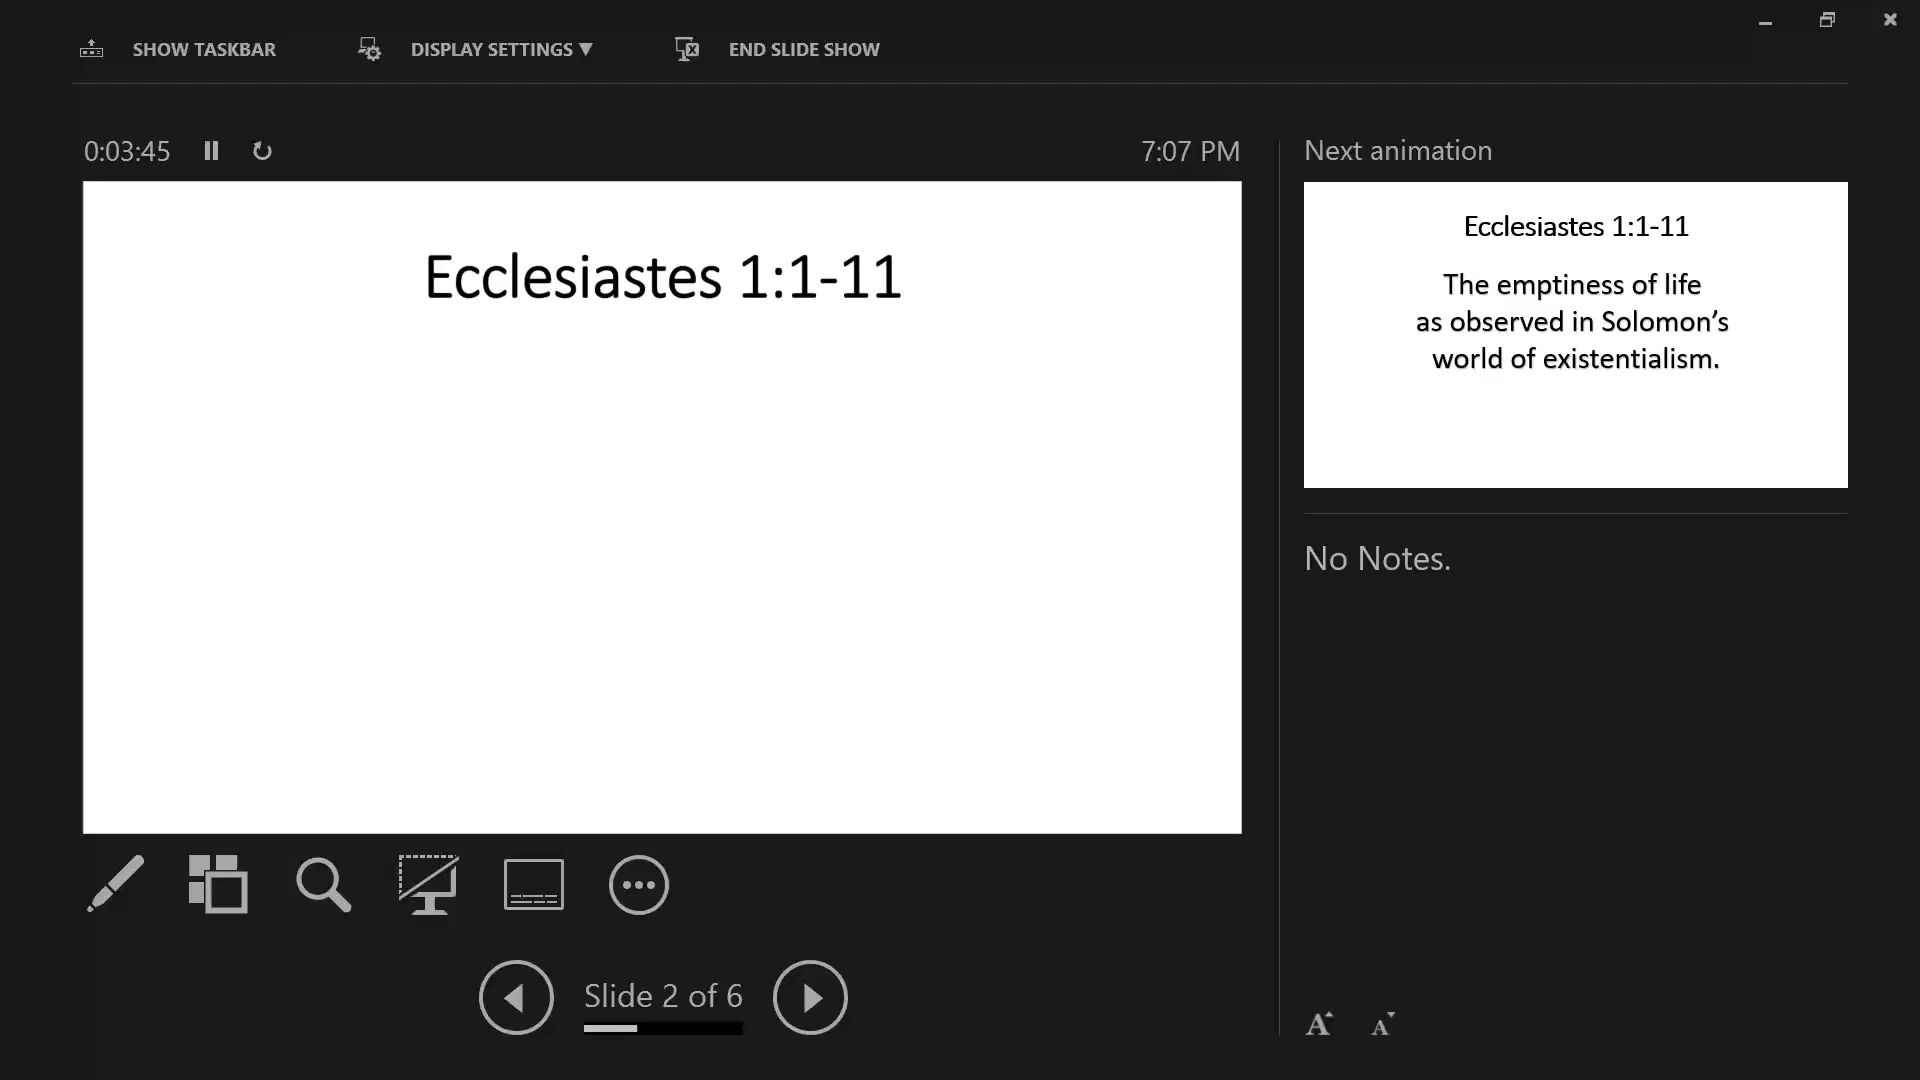 SHOW TASKBAR
DISPLAY SETTINGS ▼
END SLIDE SHOW
0:03:45
7:07 PM
Ecclesiastes 1:1-11
Next animation
Ecclesiastes 1:1-11
The emptiness of life
as observed in Solomon’s
world of existentialism.
No Notes.
Slide 2 of 6
A
A